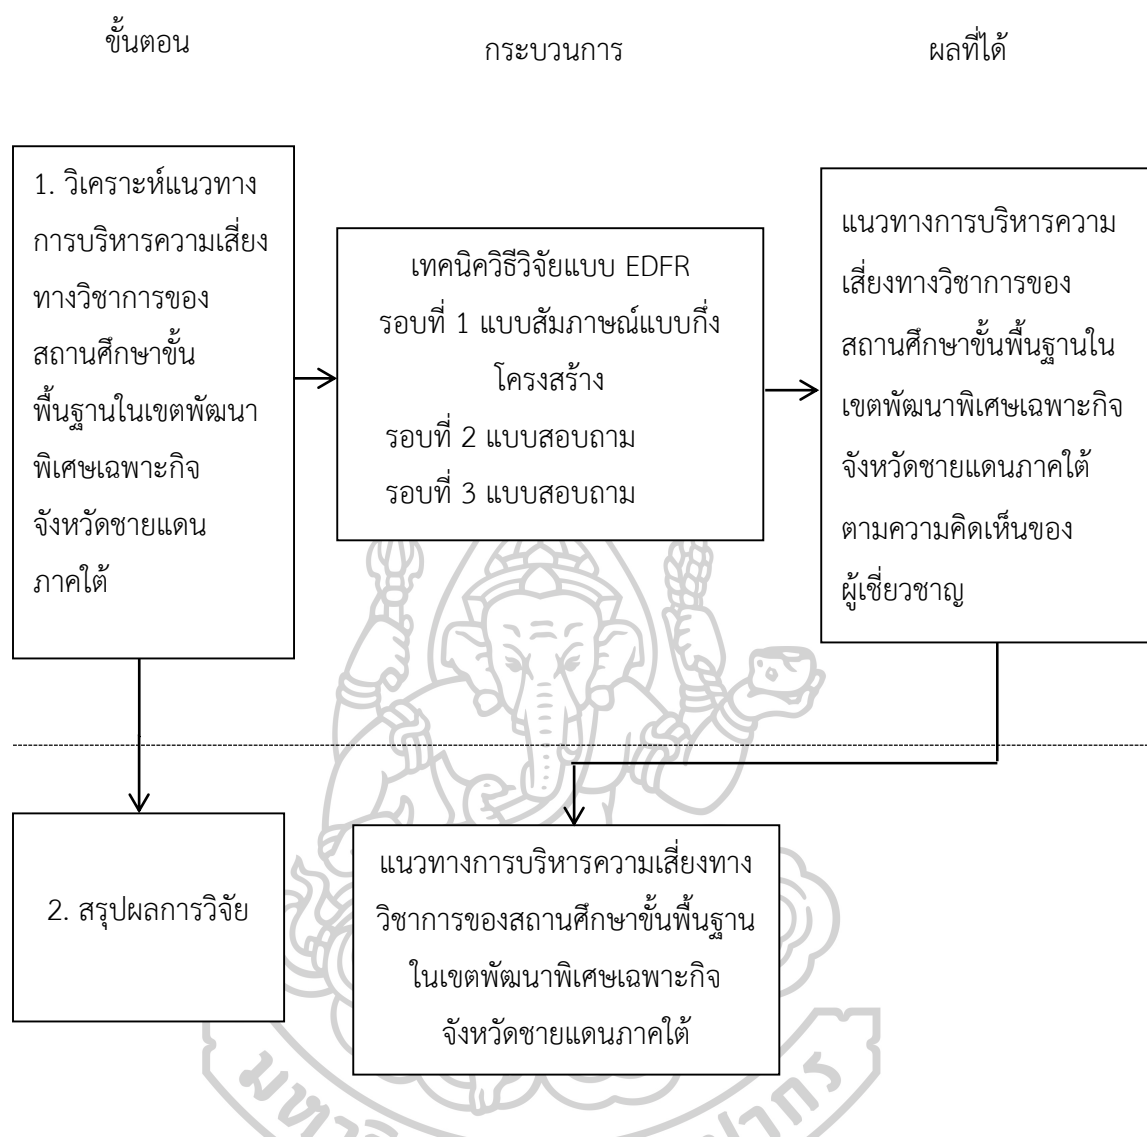 ขั้นตอน
กระบวนการ
ผลที่ได้
1. วิเคราะห์แนวทาง
การบริหารความเสี่ยง
ทางวิชาการของ
สถานศึกษาขั้น
พื้นฐานในเขตพัฒนา
พิเศษเฉพาะกิจ
จังหวัดชายแดน
ภาคใต้
เทคนิควิธีวิจัยแบบ EDFR
รอบที่ 1 แบบสัมภาษณ์แบบกึ่ง
โครงสร้าง
รอบที่ 2 แบบสอบถาม
รอบที่ 3 แบบสอบถาม
แนวทางการบริหารความ
เสี่ยงทางวิชาการของ
สถานศึกษาขั้นพื้นฐานใน
เขตพัฒนาพิเศษเฉพาะกิจ
จังหวัดชายแดนภาคใต้
ตามความคิดเห็นของ
ผู้เชี่ยวชาญ
2. สรุปผลการวิจัย
แนวทางการบริหารความเสี่ยงทาง
วิชาการของสถานศึกษาขั้นพื้นฐาน
ในเขตพัฒนาพิเศษเฉพาะกิจ
จังหวัดชายแดนภาคใต้